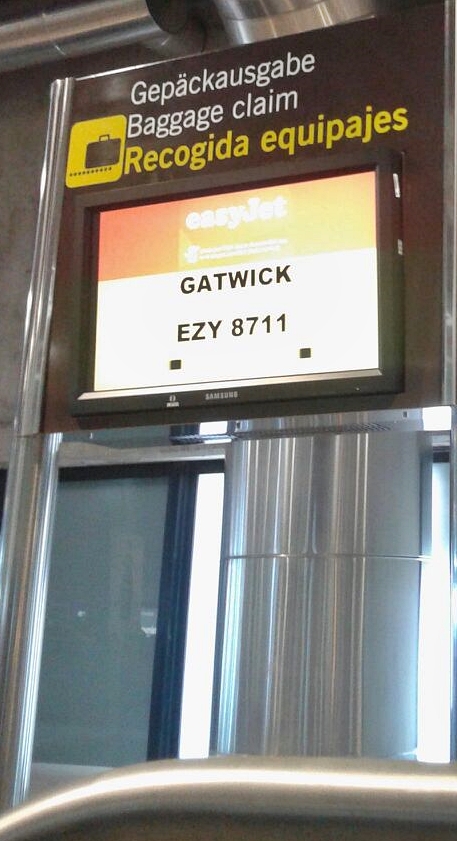 Gepäckausgabe
Baggage claim
Recogida equipajes
easyJet
GATWICK
EZY 8711
SAMSUNG